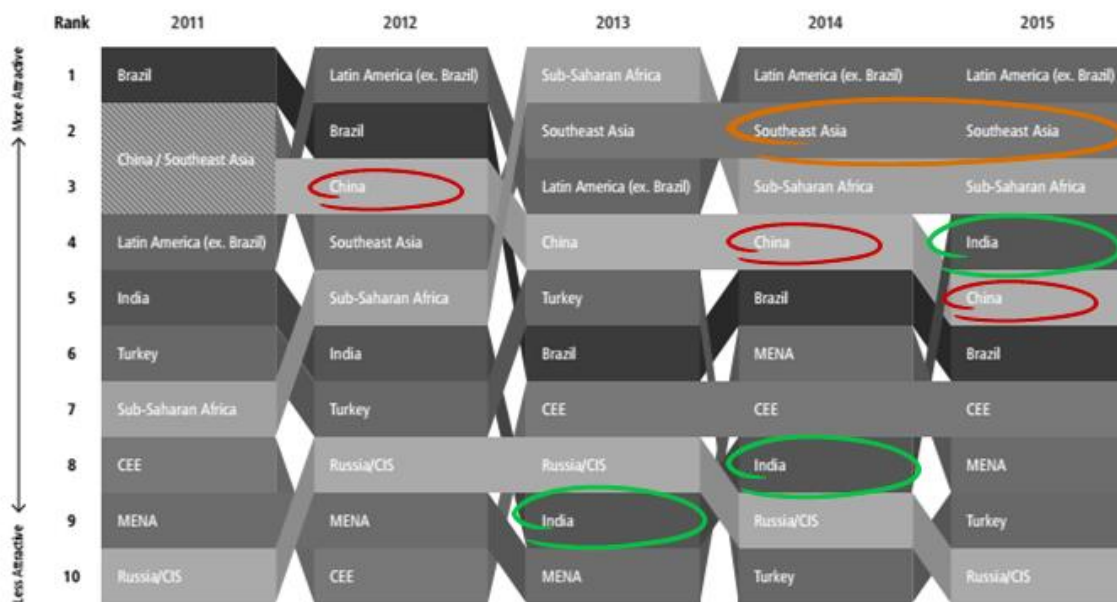 Rank 2011 2012 2013 2014 2015
More Attractive
Less Attractive
1 Brazil Latin America (ex. Brazil) Sub-Saharan Africa Latin America (ex. Brazil) Latin America (ex. Brazil)
2 Brazil Southeast Asia Southeast Asia Southeast Asia
China / Southeast Asia
3 China Latin America (ex. Brazil) Sub-Saharan Africa Sub-Saharan Africa
4 Latin America (ex. Brazil) Southeast Asia China China India
5 India Sub-Saharan Africa Turkey Brazil China
6 Turkey India Brazil MENA Brazil
7 Sub-Saharan Africa Turkey CEE CEE CEE
8 CEE Russia/CIS Russia/CIS India MENA
9 MENA MENA India Russia/CIS Turkey
10 Russia/CIS CEE MENA Turkey Russia/CIS